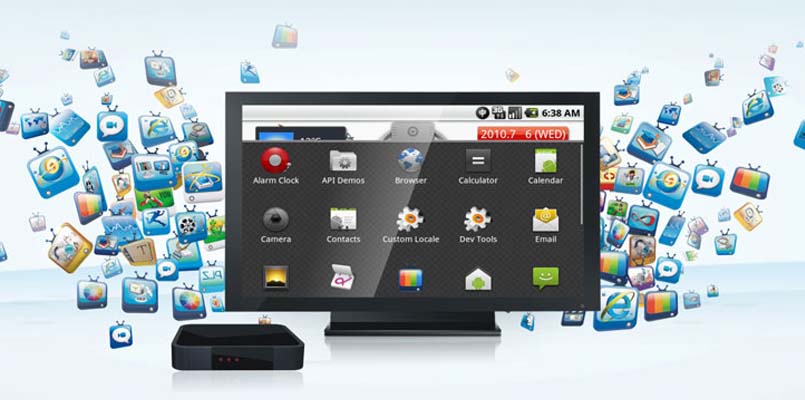 3G
6:38 AM
2010.7 6 (WED)
Alarm Clock
API Demos
Browser
Calculator
Calendar
Camera
Contacts
Custom Locale
Dev Tools
Email